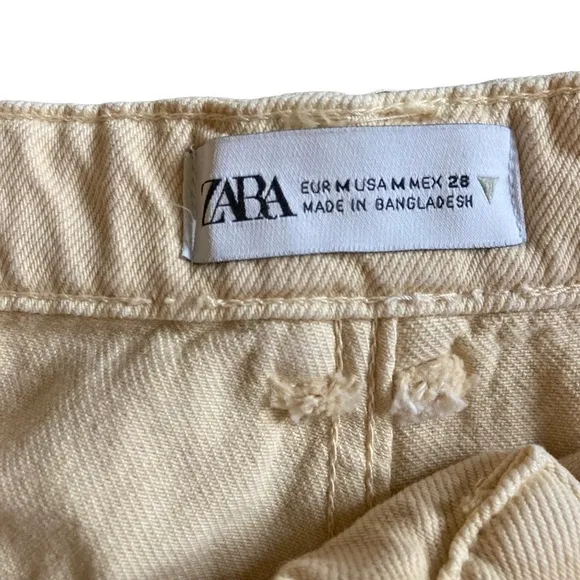 ZARA
EUR M USA M MEX 28
MADE IN BANGLADESH